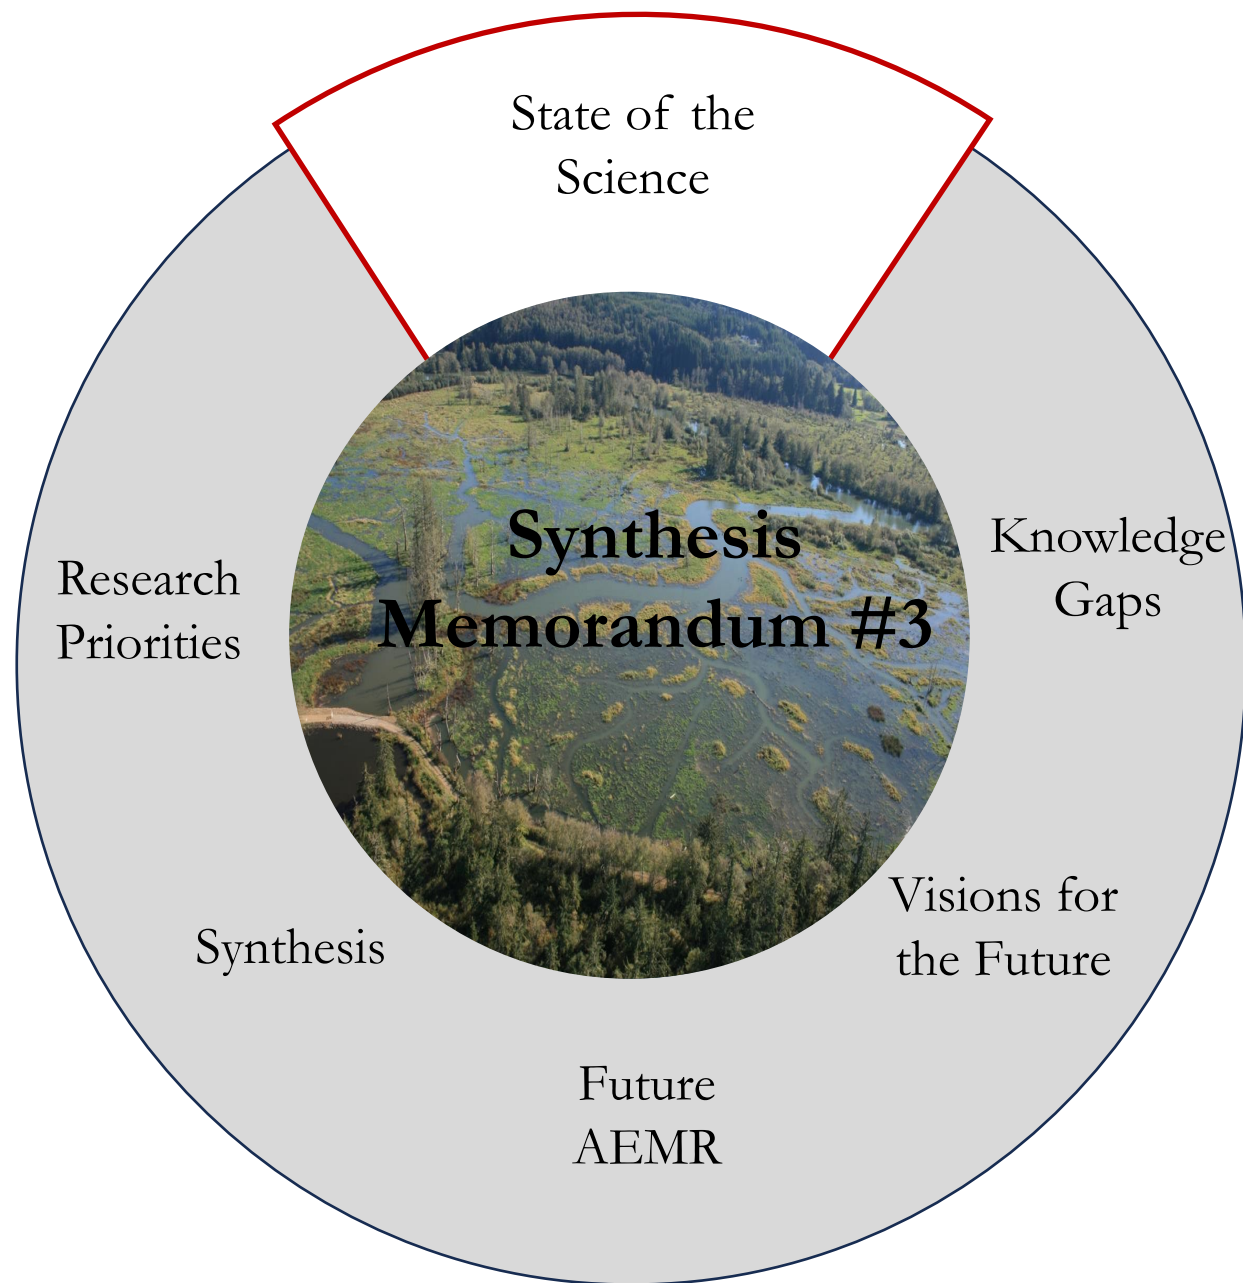 State of the
Science
Knowledge
Gaps
Visions for
the Future
Future
AEMR
Synthesis
Research
Priorities
Synthesis
Memorandum #3